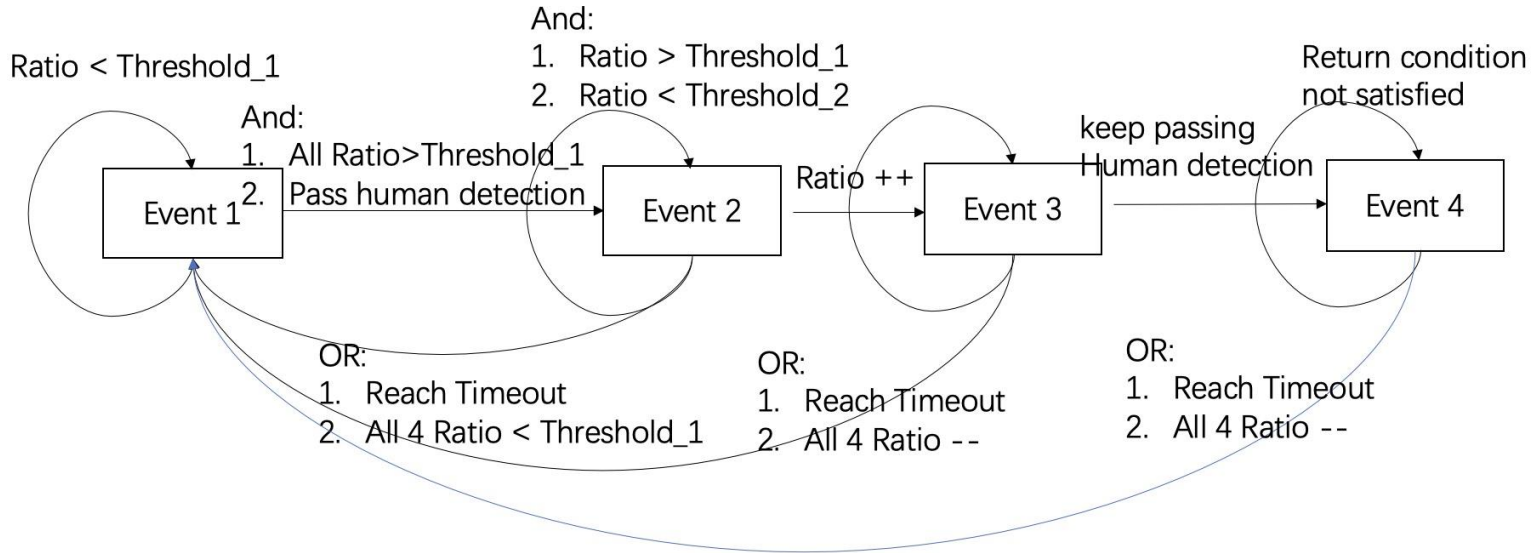 Ratio < Threshold_1
And:
1. All Ratio>Threshold_1
2. Pass human detection
And:
1. Ratio > Threshold_1
2. Ratio < Threshold_2
Ratio ++
keep passing
Human detection
Return condition
not satisfied
Event 1
Event 2
Event 3
Event 4
OR:
1. Reach Timeout
2. All 4 Ratio < Threshold_1
OR:
1. Reach Timeout
2. All 4 Ratio --
OR:
1. Reach Timeout
2. All 4 Ratio --